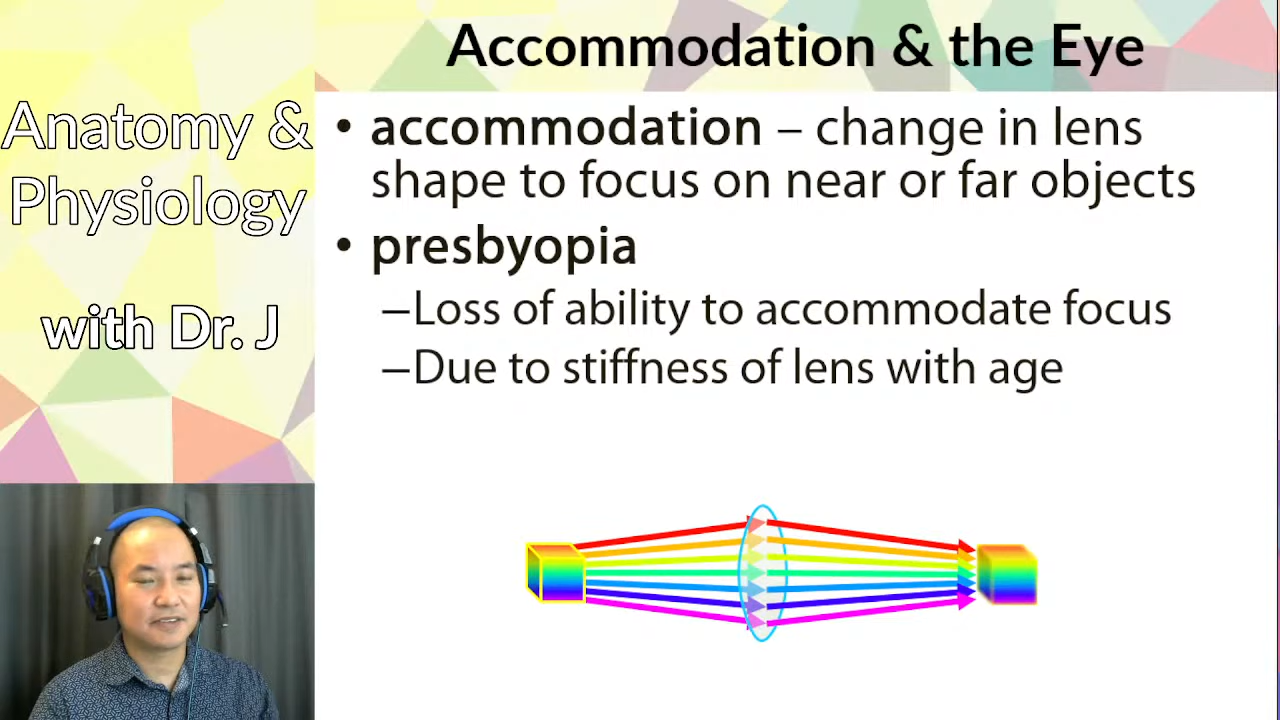 Accommodation & the Eye
Anatomy &
Physiology
with Dr. J
• accommodation – change in lens
shape to focus on near or far objects
• presbyopia
–Loss of ability to accommodate focus
–Due to stiffness of lens with age